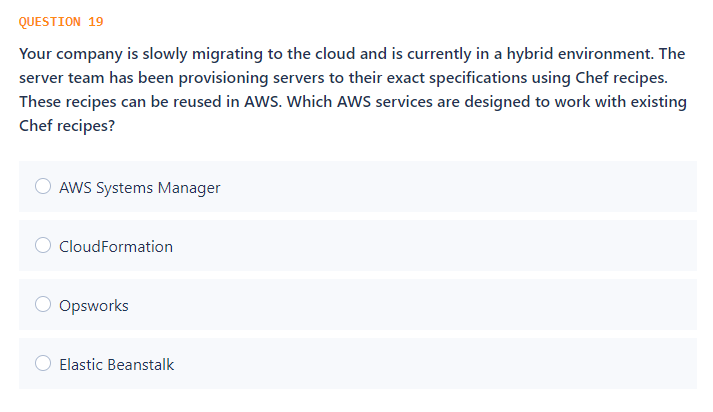 QUESTION 19
Your company is slowly migrating to the cloud and is currently in a hybrid environment. The
server team has been provisioning servers to their exact specifications using Chef recipes.
These recipes can be reused in AWS. Which AWS services are designed to work with existing
Chef recipes?
AWS Systems Manager
CloudFormation
Opsworks
Elastic Beanstalk